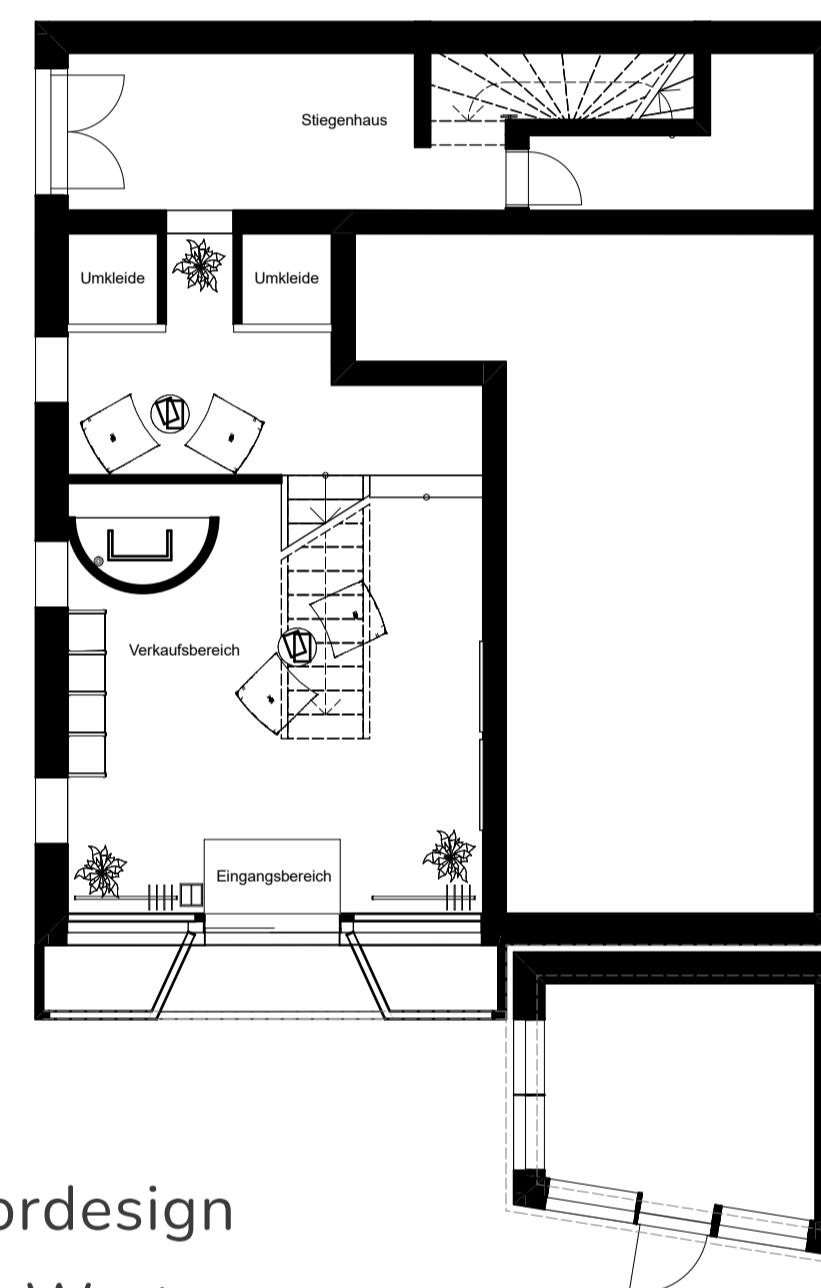 Stiegenhaus
Umkleide
Umkleide
Verkaufsbereich
Eingangsbereich
ordesign